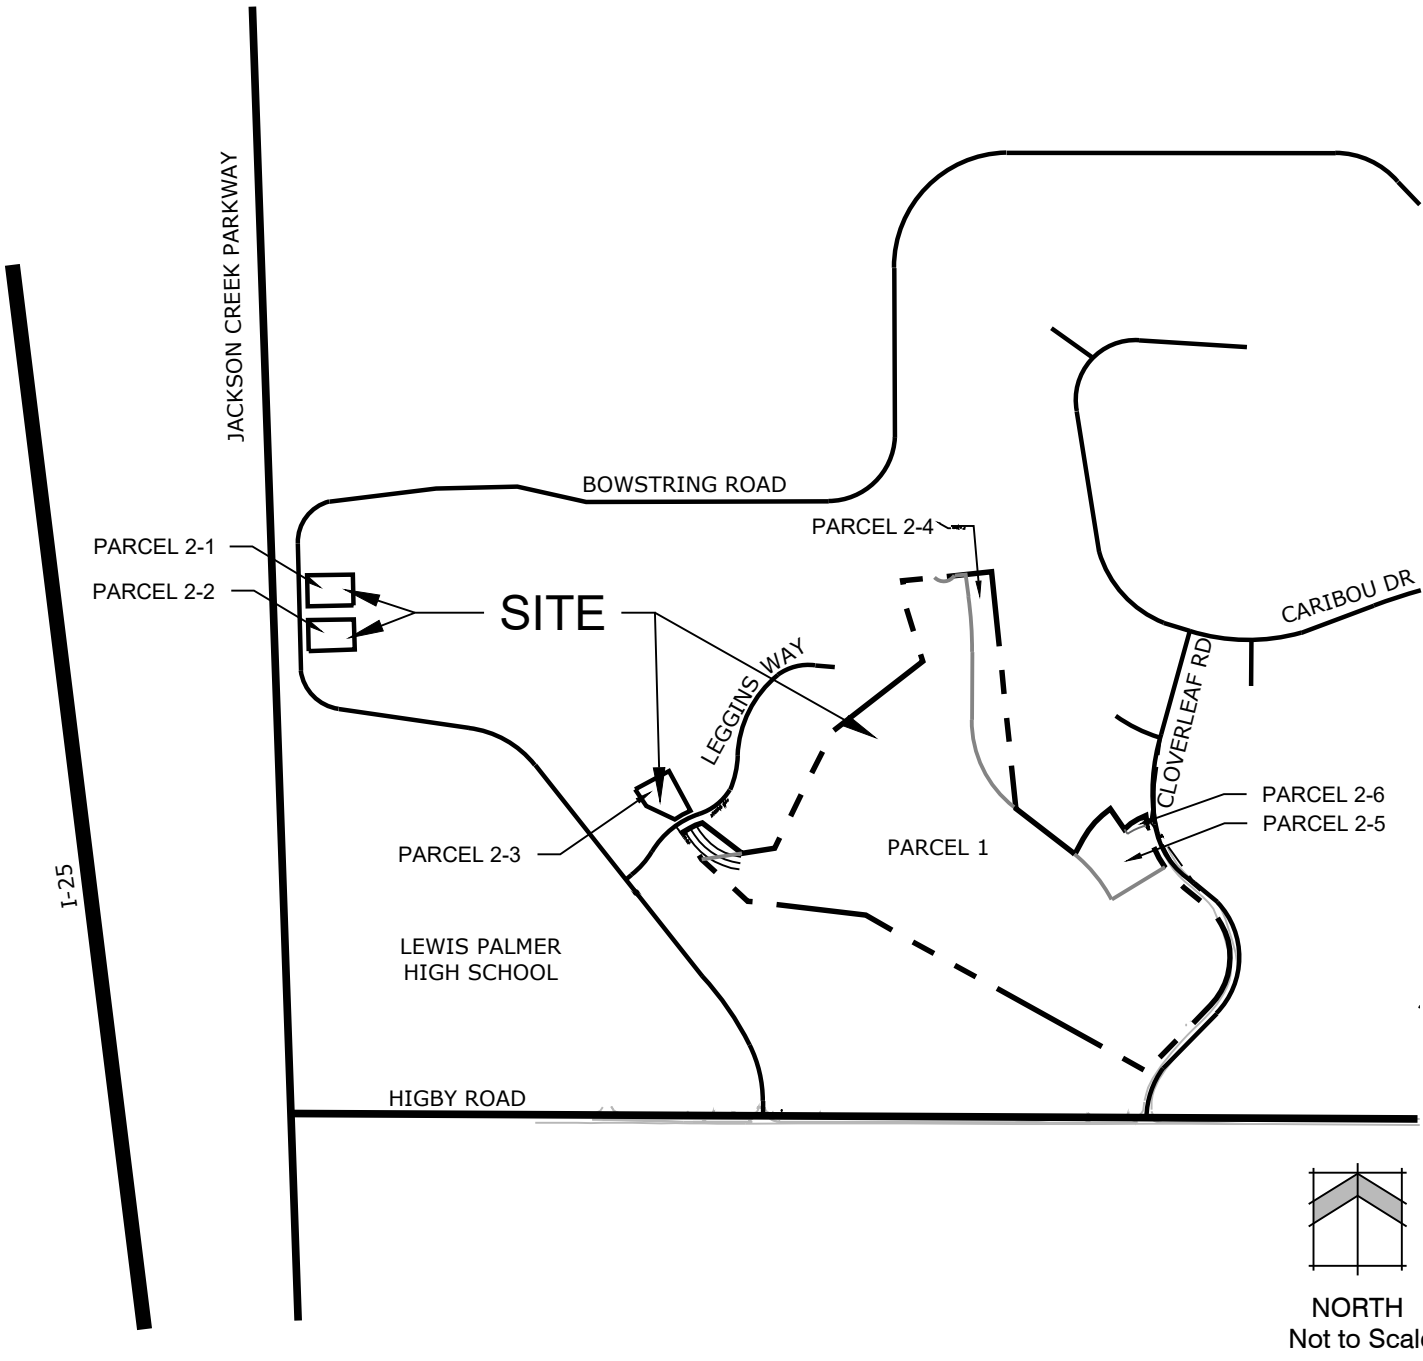 JACKSON CREEK PARKWAY
BOWSTRING ROAD
PARCEL 2-4
PARCEL 2-1
PARCEL 2-2
SITE
CARIBOU DR
LEGGINS WAY
CLOVERLEAF RD
PARCEL 2-6
PARCEL 2-5
PARCEL 2-3
PARCEL 1
I-25
LEWIS PALMER
HIGH SCHOOL
HIGBY ROAD
NORTH
Not to Scale